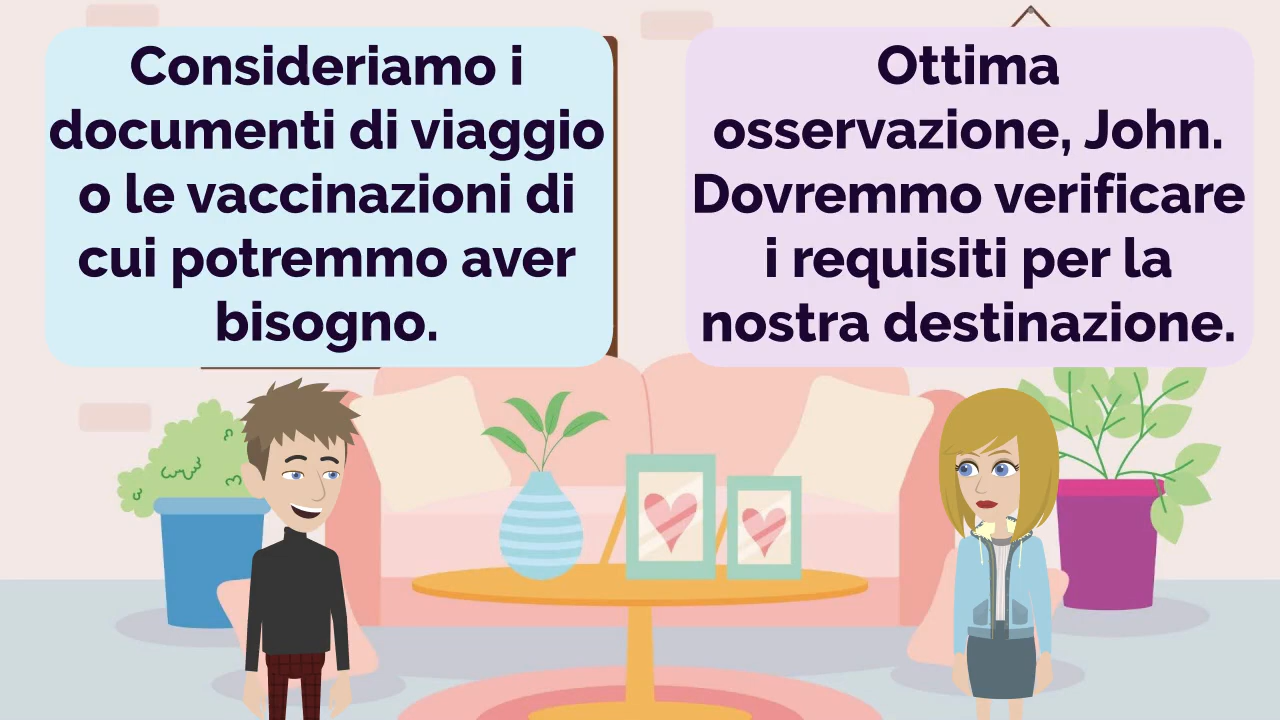 Consideriamo i
documenti di viaggio
o le vaccinazioni di
cui potremmo aver
bisogno.
Ottima
osservazione, John.
Dovremmo verificare
i requisiti per la
nostra destinazione.